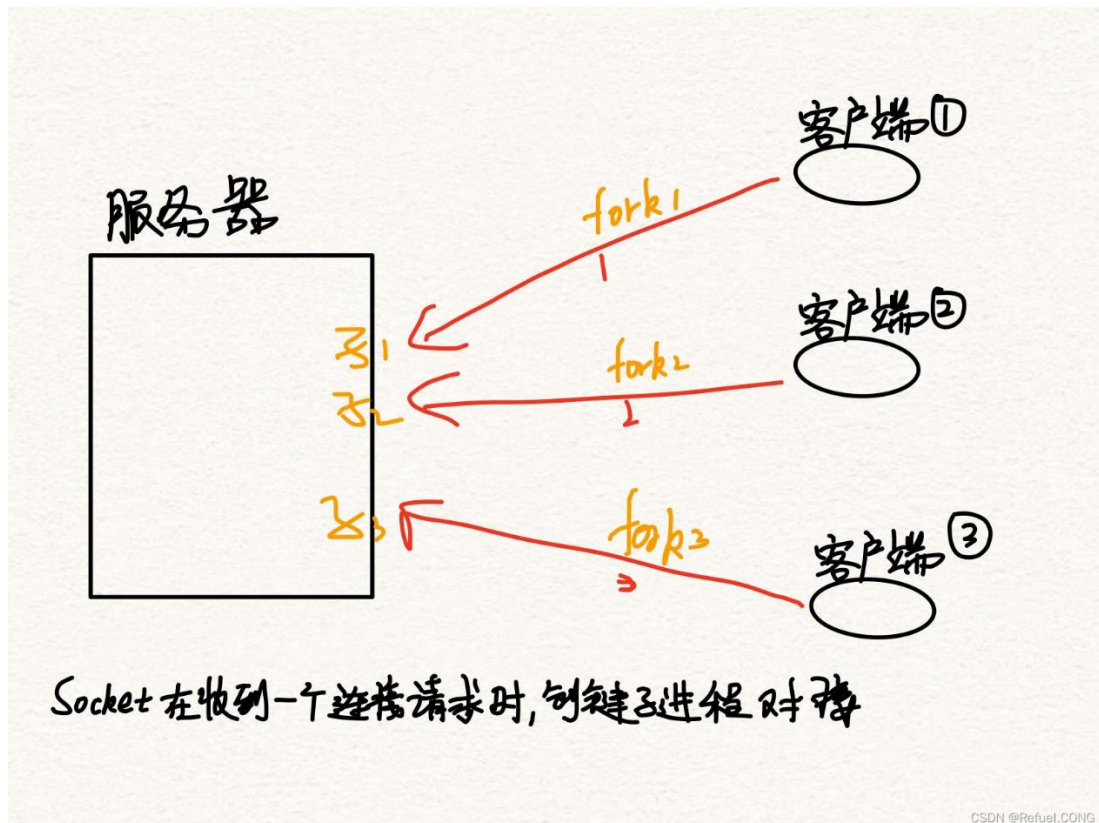 客户端①
服务器
fork1
1
客户端②
子1
fork2
2
子2
子3
fork3
3
客户端③
Socket在收到一个连接请求时,创建子进程对接
CSDN @Refuel.CONG